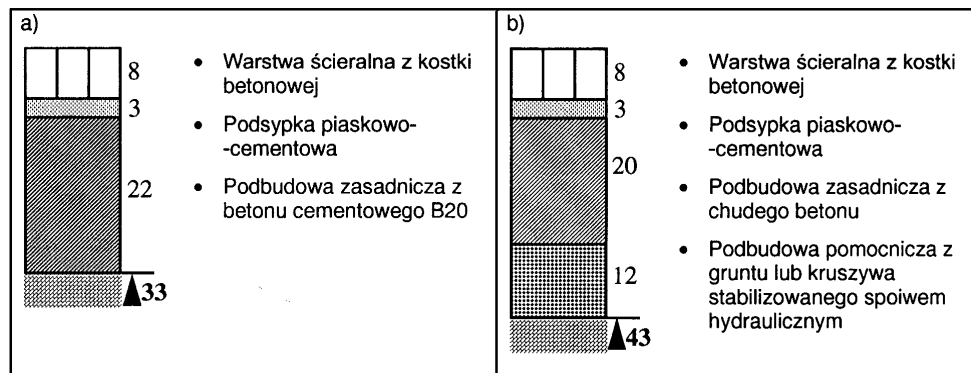 a)
8
3
22
33
• Warstwa ścieralna z kostki
betonowej
• Podsypka piaskowo-
-cementowa
• Podbudowa zasadnicza z
betonu cementowego B20
b)
8
3
20
12
43
• Warstwa ścieralna z kostki
betonowej
• Podsypka piaskowo-
-cementowa
• Podbudowa zasadnicza z
chudego betonu
• Podbudowa pomocnicza z
gruntu lub kruszywa
stabilizowanego spoiwem
hydraulicznym